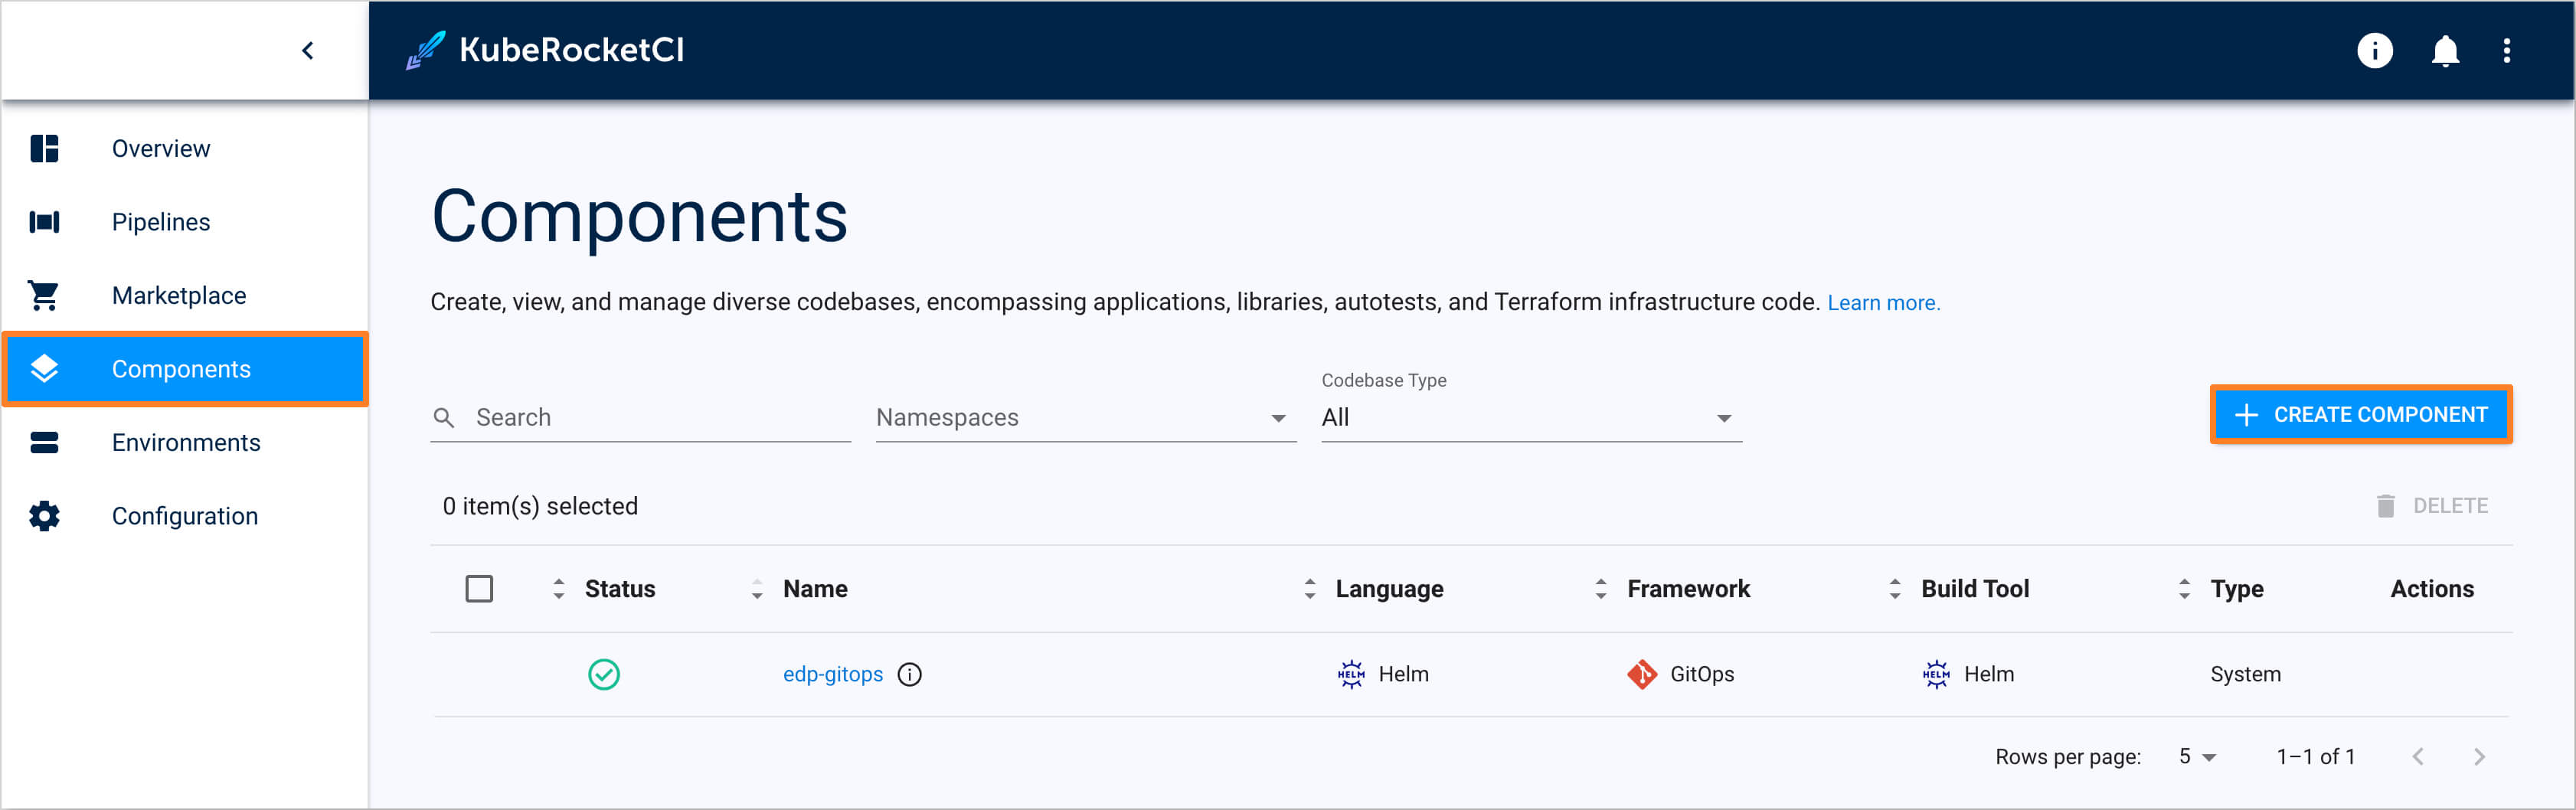 KubeRocketCI
Overview
Pipelines
Marketplace
Components
Environments
Configuration
Components
Create, view, and manage diverse codebases, encompassing applications, libraries, autotests, and Terraform infrastructure code. Learn more.
Codebase Type
Search Namespaces All
CREATE COMPONENT
0 item(s) selected DELETE
Status Name Language Framework Build Tool Type Actions
edp-gitops HELM Helm GitOps HELM Helm System
Rows per page: 5 1–1 of 1